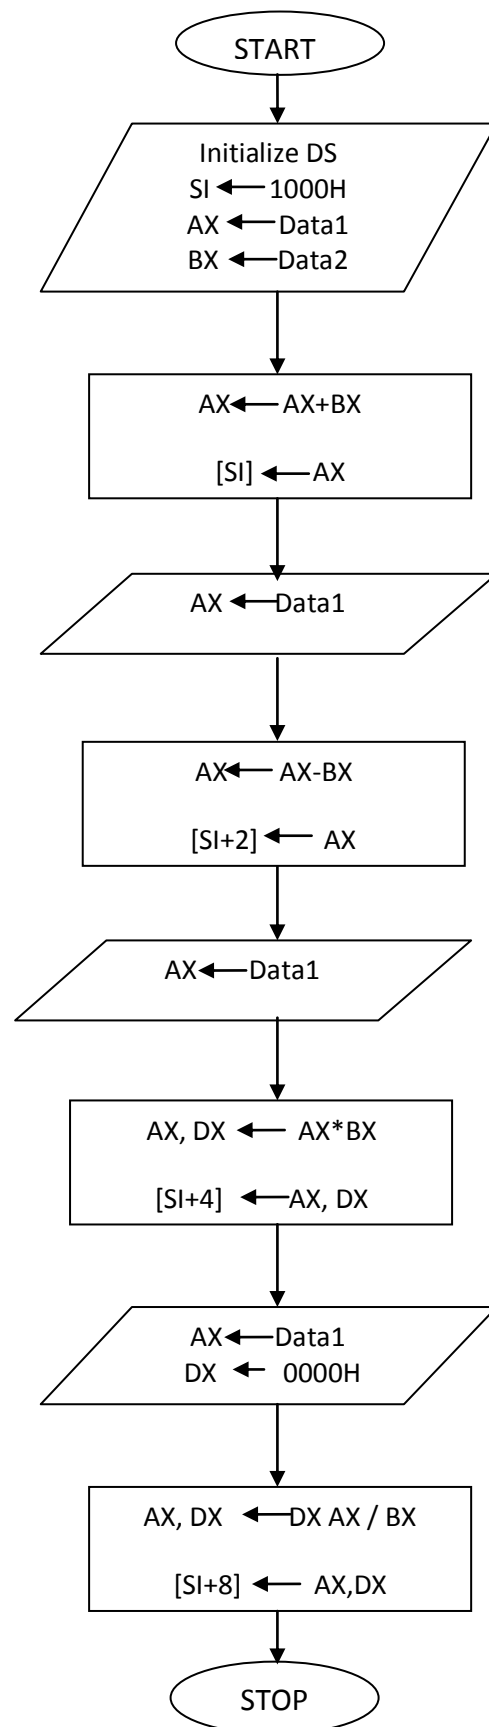 START
Initialize DS
SI ← 1000H
AX ← Data1
BX ← Data2
AX ← AX+BX
[SI] ← AX
AX ← Data1
AX ← AX-BX
[SI+2] ← AX
AX ← Data1
AX, DX ← AX*BX
[SI+4] ← AX, DX
AX ← Data1
DX ← 0000H
AX, DX ← DX AX / BX
[SI+8] ← AX,DX
STOP